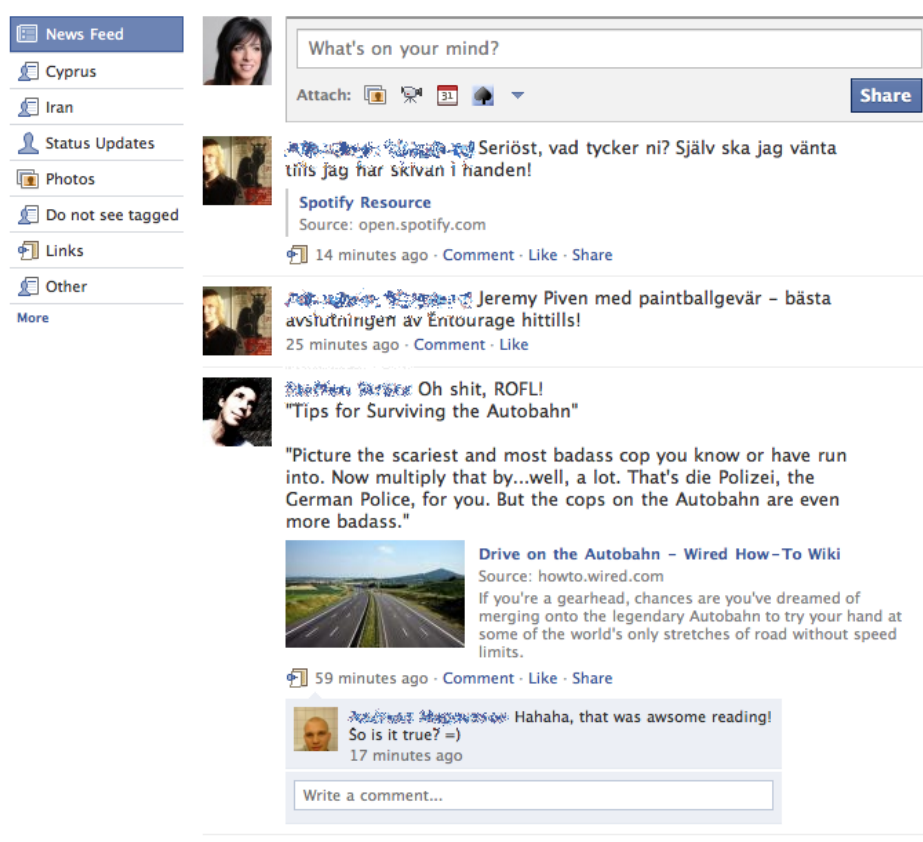 News Feed
Cyprus
Iran
Status Updates
Photos
Do not see tagged
Links
Other
More
What's on your mind?
Attach:
31
Share
Seriöst, vad tycker ni? Själv ska jag vänta
tills jag har skivan i handen!
Spotify Resource
Source: open.spotify.com
14 minutes ago · Comment · Like · Share
Jeremy Piven med paintballgevär – bästa
avslutningen av Entourage hittills!
25 minutes ago · Comment · Like
Oh shit, ROFL!
"Tips for Surviving the Autobahn"
"Picture the scariest and most badass cop you know or have run
into. Now multiply that by...well, a lot. That's die Polizei, the
German Police, for you. But the cops on the Autobahn are even
more badass."
Drive on the Autobahn – Wired How-To Wiki
Source: howto.wired.com
If you're a gearhead, chances are you've dreamed of
merging onto the legendary Autobahn to try your hand at
some of the world's only stretches of road without speed
limits.
59 minutes ago · Comment · Like · Share
Hahaha, that was awsome reading!
So is it true? =)
17 minutes ago
Write a comment...